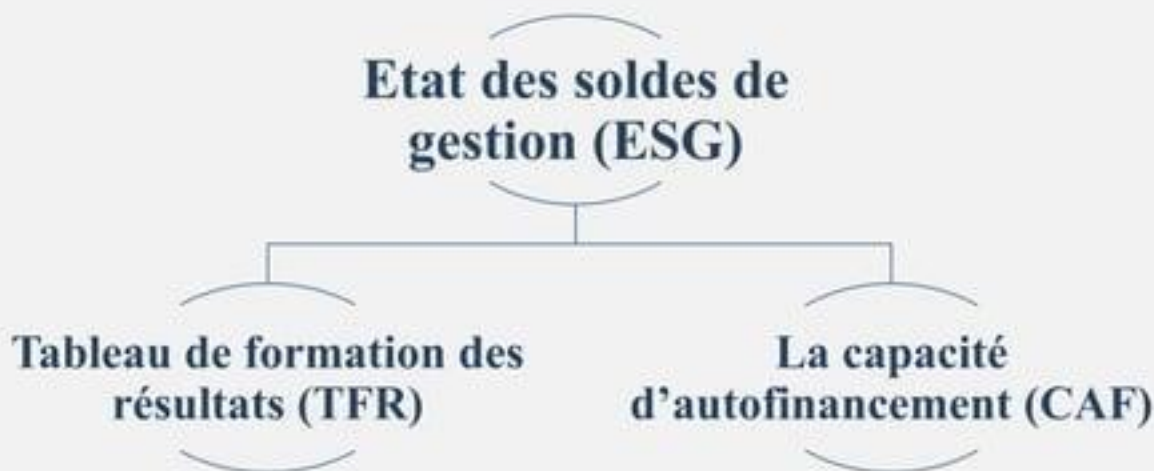 Etat des soldes de
gestion (ESG)
Tableau de formation des
résultats (TFR)
La capacité
d'autofinancement (CAF)